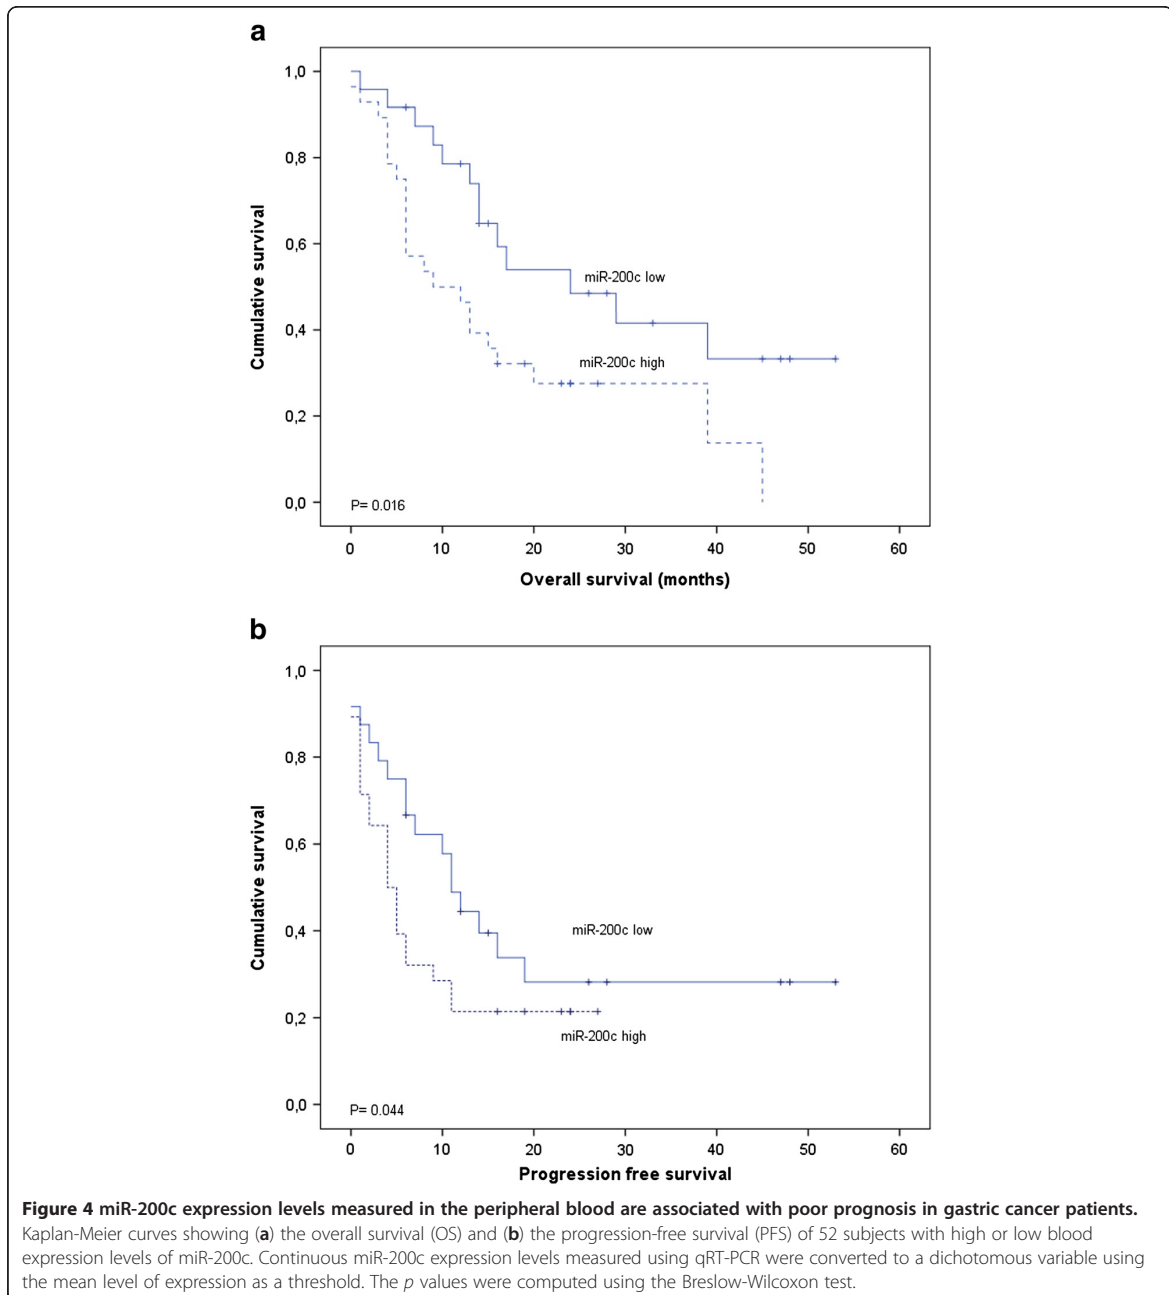 a
1,0
0,8
0,6
0,4
0,2
0,0
Cumulative survival
miR-200c low
miR-200c high
P= 0.016
0 10 20 30 40 50 60
Overall survival (months)
b
1,0
0,8
0,6
0,4
0,2
0,0
Cumulative survival
miR-200c low
miR-200c high
P= 0.044
0 10 20 30 40 50 60
Progression free survival
Figure 4 miR-200c expression levels measured in the peripheral blood are associated with poor prognosis in gastric cancer patients.
Kaplan-Meier curves showing (a) the overall survival (OS) and (b) the progression-free survival (PFS) of 52 subjects with high or low blood
expression levels of miR-200c. Continuous miR-200c expression levels measured using qRT-PCR were converted to a dichotomous variable using
the mean level of expression as a threshold. The p values were computed using the Breslow-Wilcoxon test.